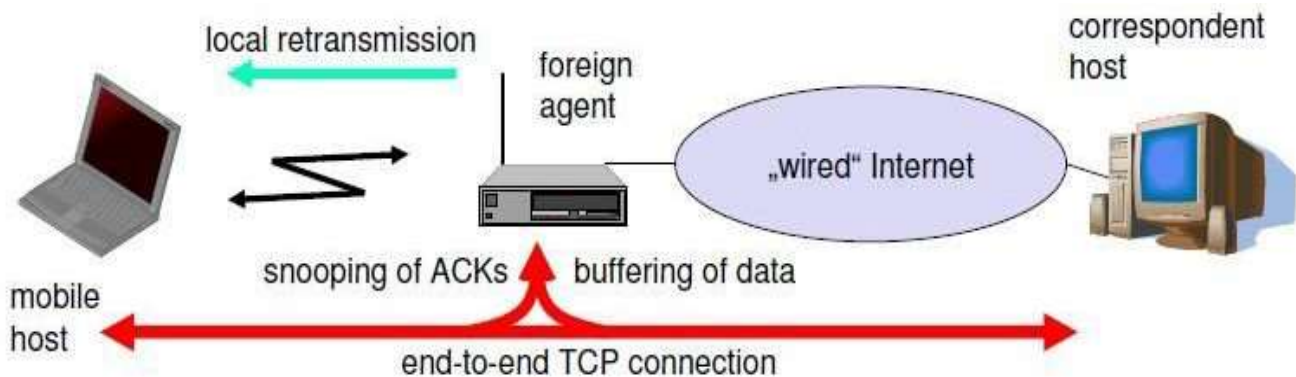 local retransmission
foreign
agent
correspondent
host
„wired“ Internet
snooping of ACKs
buffering of data
mobile
host
end-to-end TCP connection